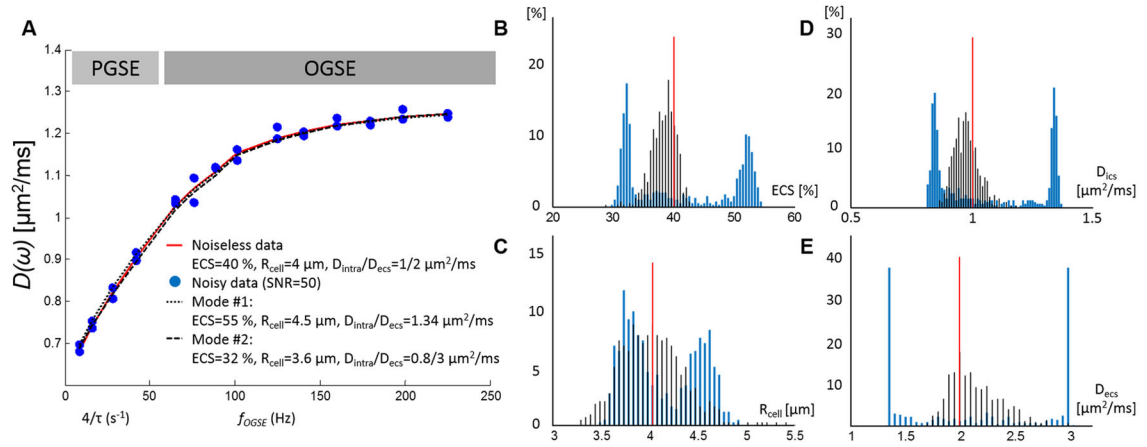 A
PGSE
OGSE
D(ω) [μm²/ms]
1.4
1.3
1.2
1.1
1
0.9
0.8
0.7
Noiseless data
ECS=40 %, Rcell=4 μm, Dintra/Decs=1/2 μm²/ms
Noisy data (SNR=50)
Mode #1:
ECS=55 %, Rcell=4.5 μm, Dintra/Decs=1.34 μm²/ms
Mode #2:
ECS=32 %, Rcell=3.6 μm, Dintra/Decs=0.8/3 μm²/ms
0 50 100 150 200 250
4/τ (s⁻¹) fOGSE (Hz)
B
[%]
20
10
0
ECS [%]
20 30 40 50 60
D
[%]
30
20
10
0
Dics
[μm²/ms]
0.5 1 1.5
C
15
10
5
0
Rcell [μm]
3 3.5 4 4.5 5 5.5
E
40
30
20
10
0
Decs
[μm²/ms]
1 2 2 3